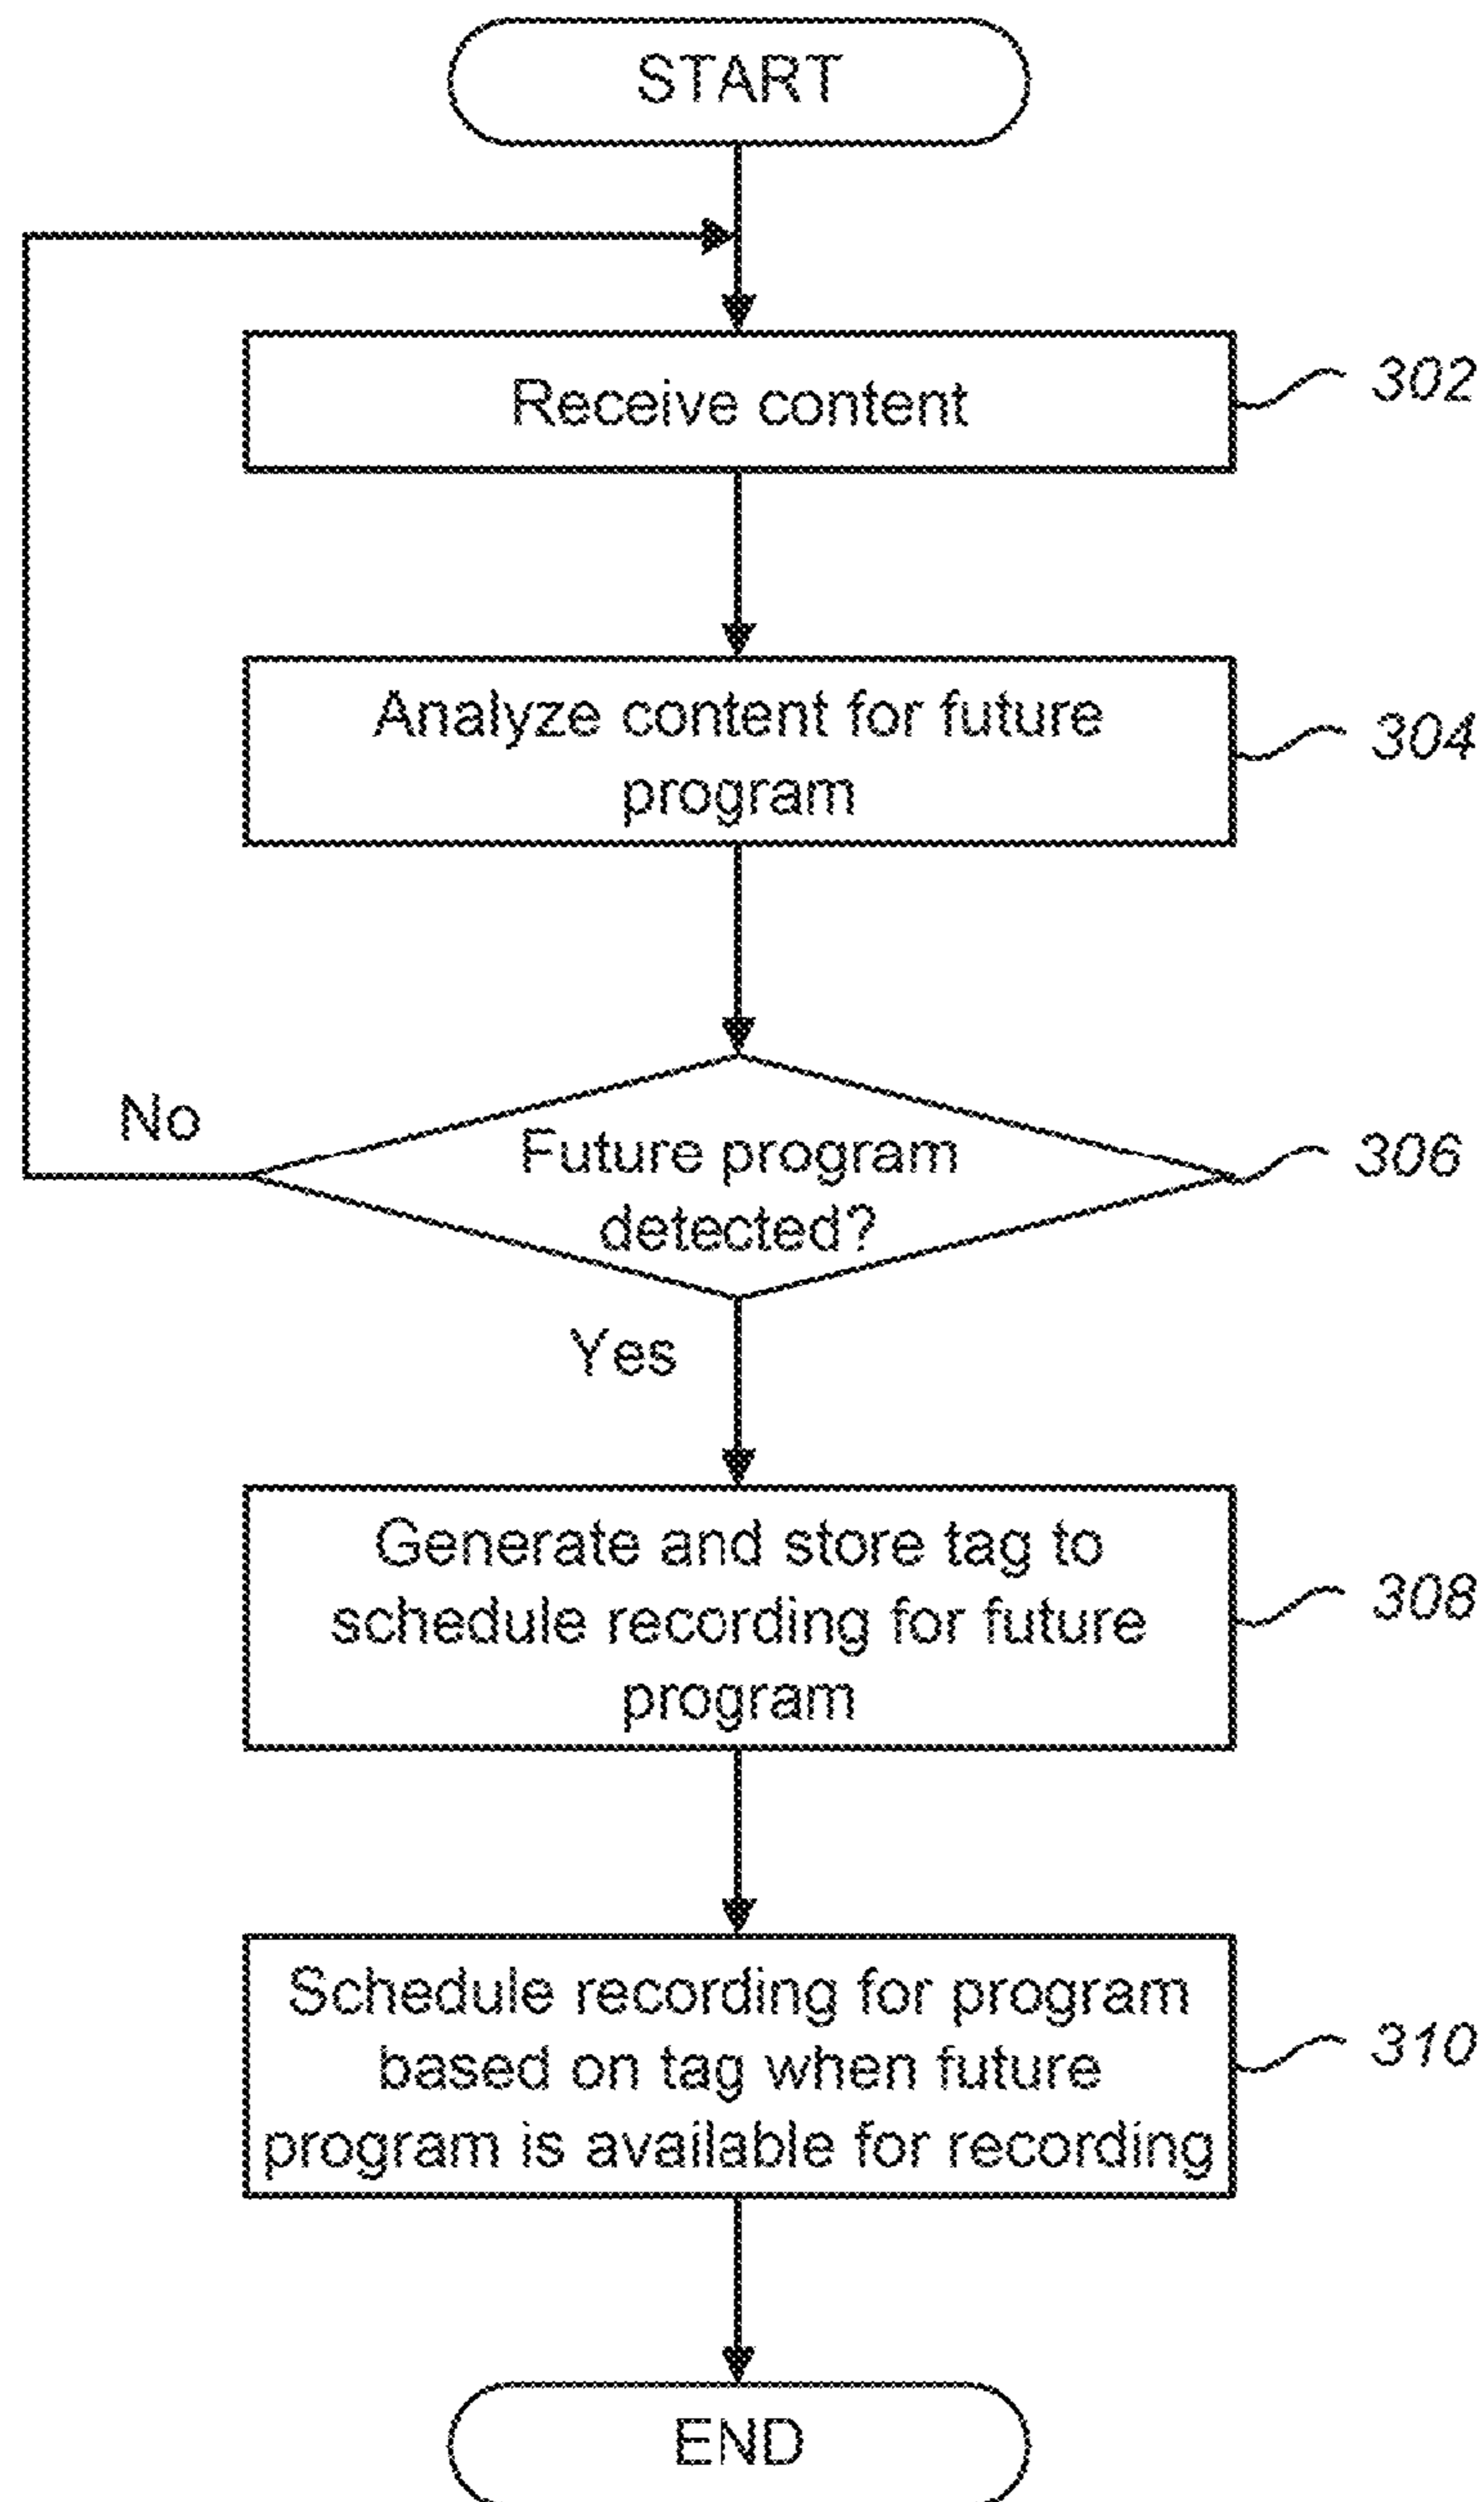 START
Receive content
302
Analyze content for future
program
304
No
Future program
detected?
306
Yes
Generate and store tag to
schedule recording for future
program
308
Schedule recording for program
based on tag when future
program is available for recording
310
END